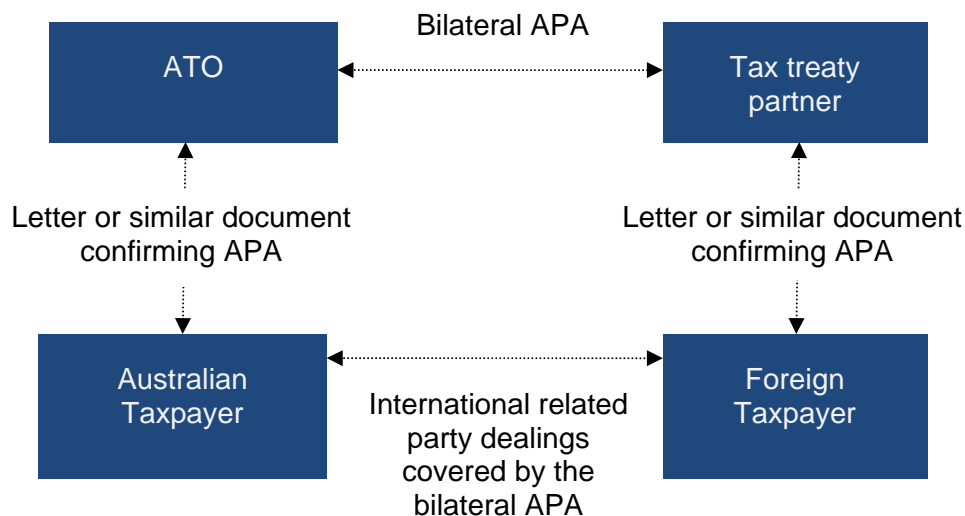 Bilateral APA
ATO
Tax treaty
partner
Letter or similar document
confirming APA
Letter or similar document
confirming APA
Australian
Taxpayer
International related
party dealings
covered by the
bilateral APA
Foreign
Taxpayer